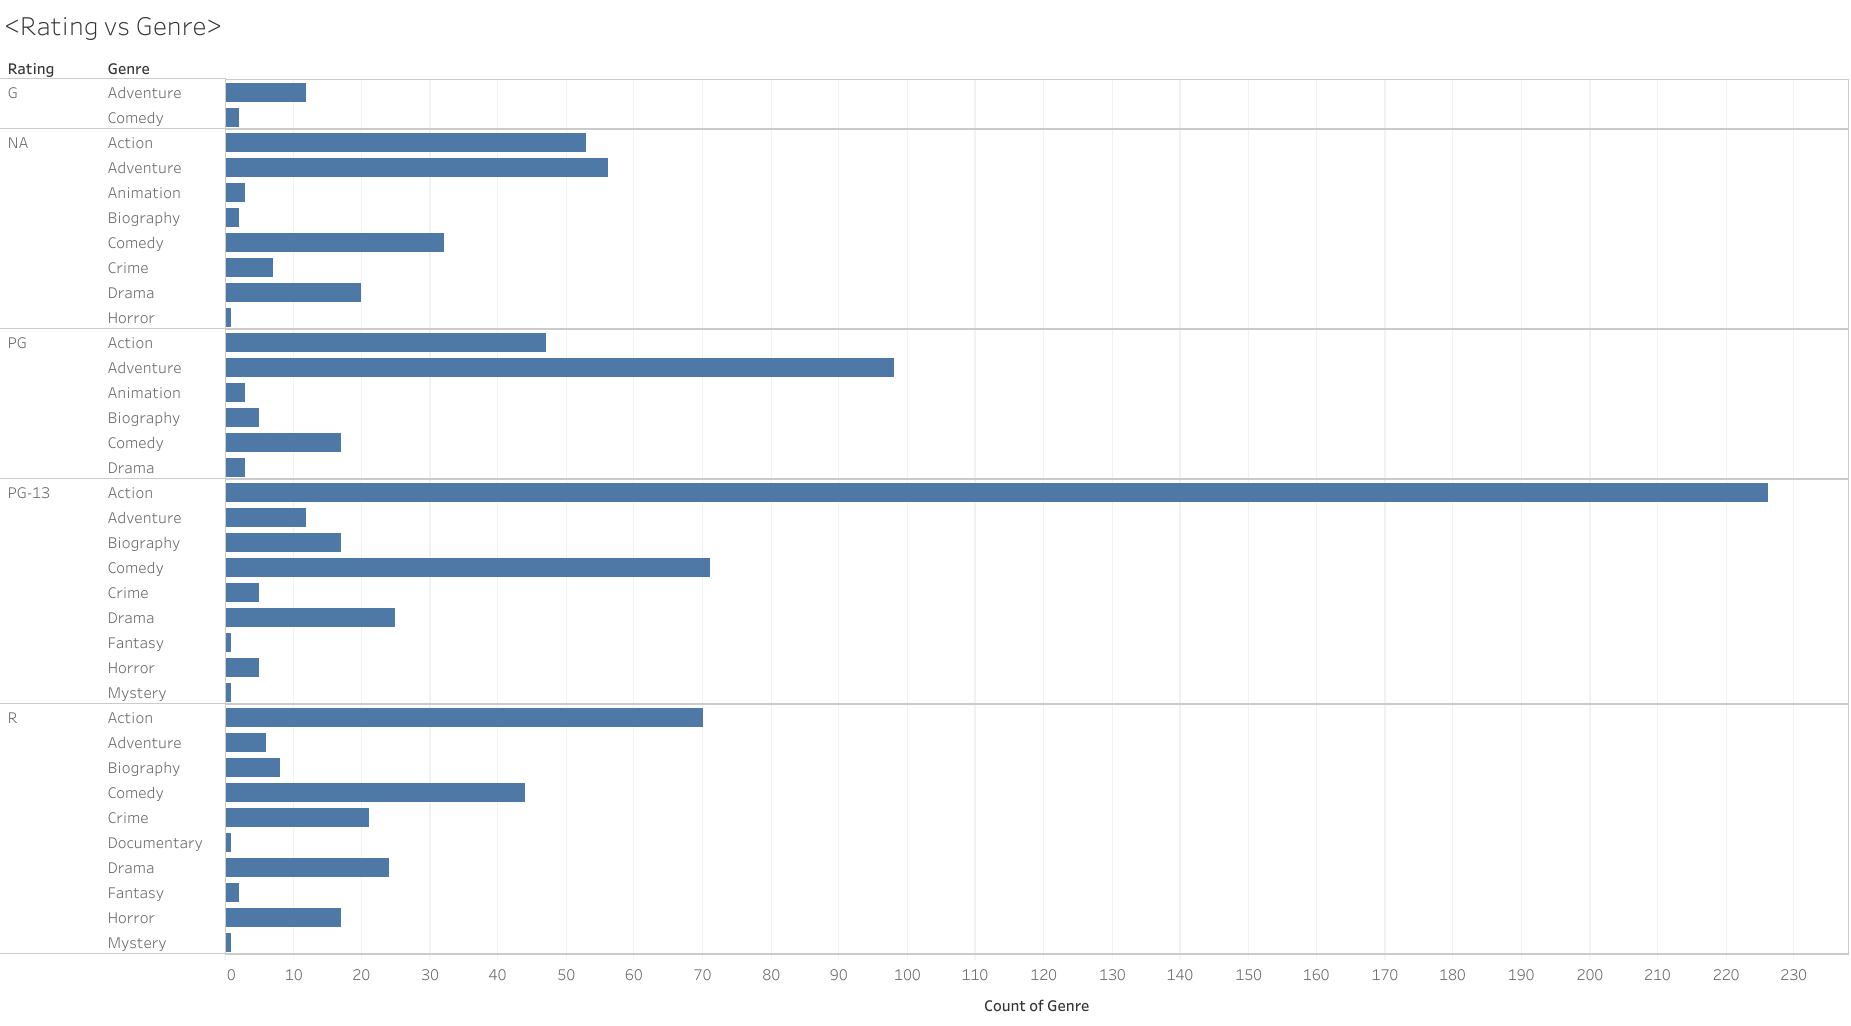 <Rating vs Genre>
Rating Genre
G Adventure
Comedy
NA Action
Adventure
Animation
Biography
Comedy
Crime
Drama
Horror
PG Action
Adventure
Animation
Biography
Comedy
Drama
PG-13 Action
Adventure
Biography
Comedy
Crime
Drama
Fantasy
Horror
Mystery
R Action
Adventure
Biography
Comedy
Crime
Documentary
Drama
Fantasy
Horror
Mystery
0 10 20 30 40 50 60 70 80 90 100 110 120 130 140 150 160 170 180 190 200 210 220 230
Count of Genre